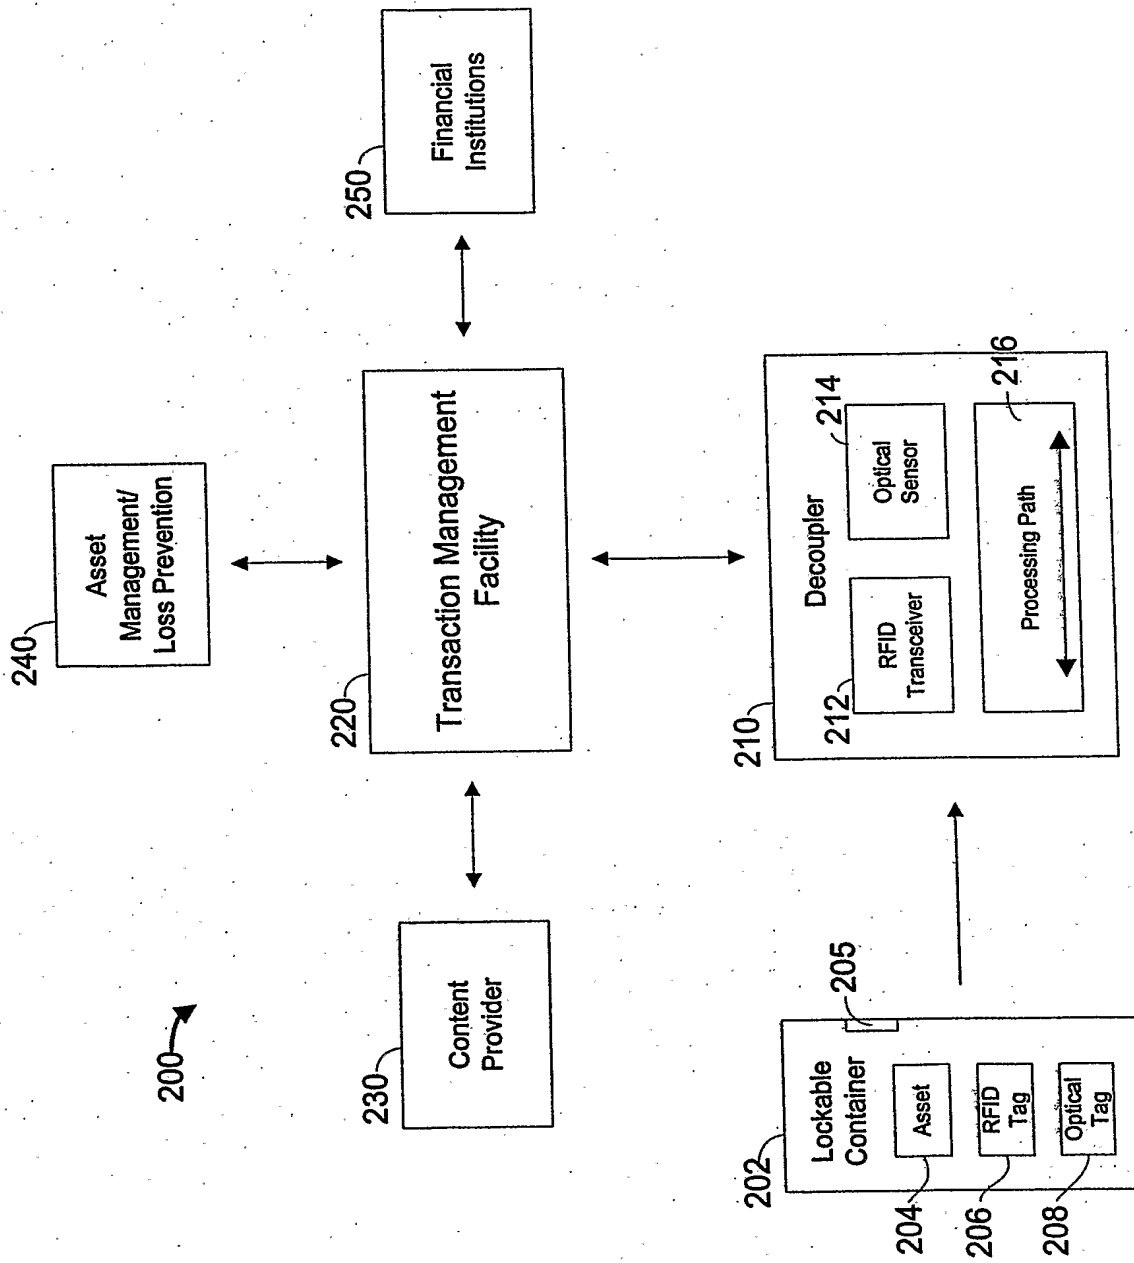 200
240
Asset
Management/
Loss Prevention
230
Content
Provider
220
Transaction Management
Facility
250
Financial
Institutions
202
Lockable
Container
205
204
Asset
206
RFID
Tag
208
Optical
Tag
210
Decoupler
212
RFID
Transceiver
214
Optical
Sensor
216
Processing Path